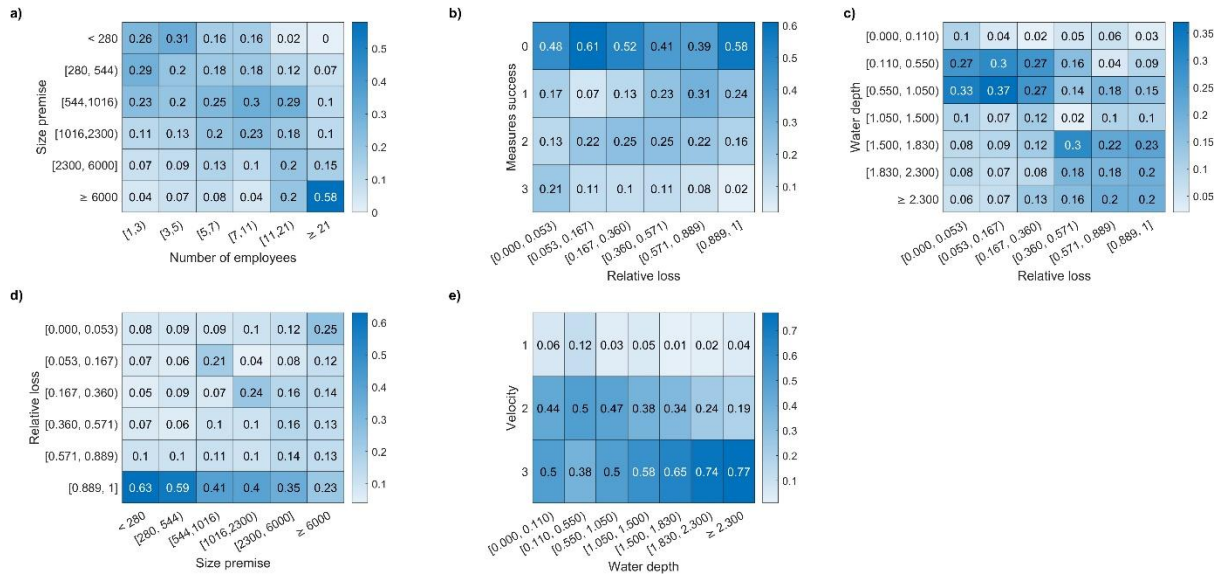 a)
Size premise
< 280 0.26 0.31 0.16 0.16 0.02 0
[280, 544) 0.29 0.2 0.18 0.18 0.12 0.07
[544,1016) 0.23 0.2 0.25 0.3 0.29 0.1
[1016,2300) 0.11 0.13 0.2 0.23 0.18 0.1
[2300, 6000] 0.07 0.09 0.13 0.1 0.2 0.15
≥ 6000 0.04 0.07 0.08 0.04 0.2 0.58
[1,3) [3,5) [5,7) [7,11) [11,21) ≥ 21
Number of employees
0.5
0.4
0.3
0.2
0.1
0
b)
Measures success
0 0.48 0.61 0.52 0.41 0.39 0.58
1 0.17 0.07 0.13 0.23 0.31 0.24
2 0.13 0.22 0.25 0.25 0.22 0.16
3 0.21 0.11 0.1 0.11 0.08 0.02
[0.000, 0.053) [0.053, 0.167) [0.167, 0.360) [0.360, 0.571) [0.571, 0.889) [0.889, 1]
Relative loss
0.6
0.5
0.4
0.3
0.2
0.1
c)
Water depth
[0.000, 0.110) 0.1 0.04 0.02 0.05 0.06 0.03
[0.110, 0.550) 0.27 0.3 0.27 0.16 0.04 0.09
[0.550, 1.050) 0.33 0.37 0.27 0.14 0.18 0.15
[1.050, 1.500) 0.1 0.07 0.12 0.02 0.1 0.1
[1.500, 1.830) 0.08 0.09 0.12 0.3 0.22 0.23
[1.830, 2.300) 0.08 0.07 0.08 0.18 0.18 0.2
≥ 2.300 0.06 0.07 0.13 0.16 0.2 0.2
[0.000, 0.053) [0.053, 0.167) [0.167, 0.360) [0.360, 0.571) [0.571, 0.889) [0.889, 1]
Relative loss
0.35
0.3
0.25
0.2
0.15
0.1
0.05
d)
Relative loss
[0.000, 0.053) 0.08 0.09 0.09 0.1 0.12 0.25
[0.053, 0.167) 0.07 0.06 0.21 0.04 0.08 0.12
[0.167, 0.360) 0.05 0.09 0.07 0.24 0.16 0.14
[0.360, 0.571) 0.07 0.06 0.1 0.1 0.16 0.13
[0.571, 0.889) 0.1 0.1 0.11 0.1 0.14 0.13
[0.889, 1] 0.63 0.59 0.41 0.4 0.35 0.23
< 280 [280, 544) [544,1016) [1016,2300) [2300, 6000] ≥ 6000
Size premise
0.6
0.5
0.4
0.3
0.2
0.1
e)
Velocity
1 0.06 0.12 0.03 0.05 0.01 0.02 0.04
2 0.44 0.5 0.47 0.38 0.34 0.24 0.19
3 0.5 0.38 0.5 0.58 0.65 0.74 0.77
[0.000, 0.110) [0.110, 0.550) [0.550, 1.050) [1.050, 1.500) [1.500, 1.830) [1.830, 2.300) ≥ 2.300
Water depth
0.7
0.6
0.5
0.4
0.3
0.2
0.1